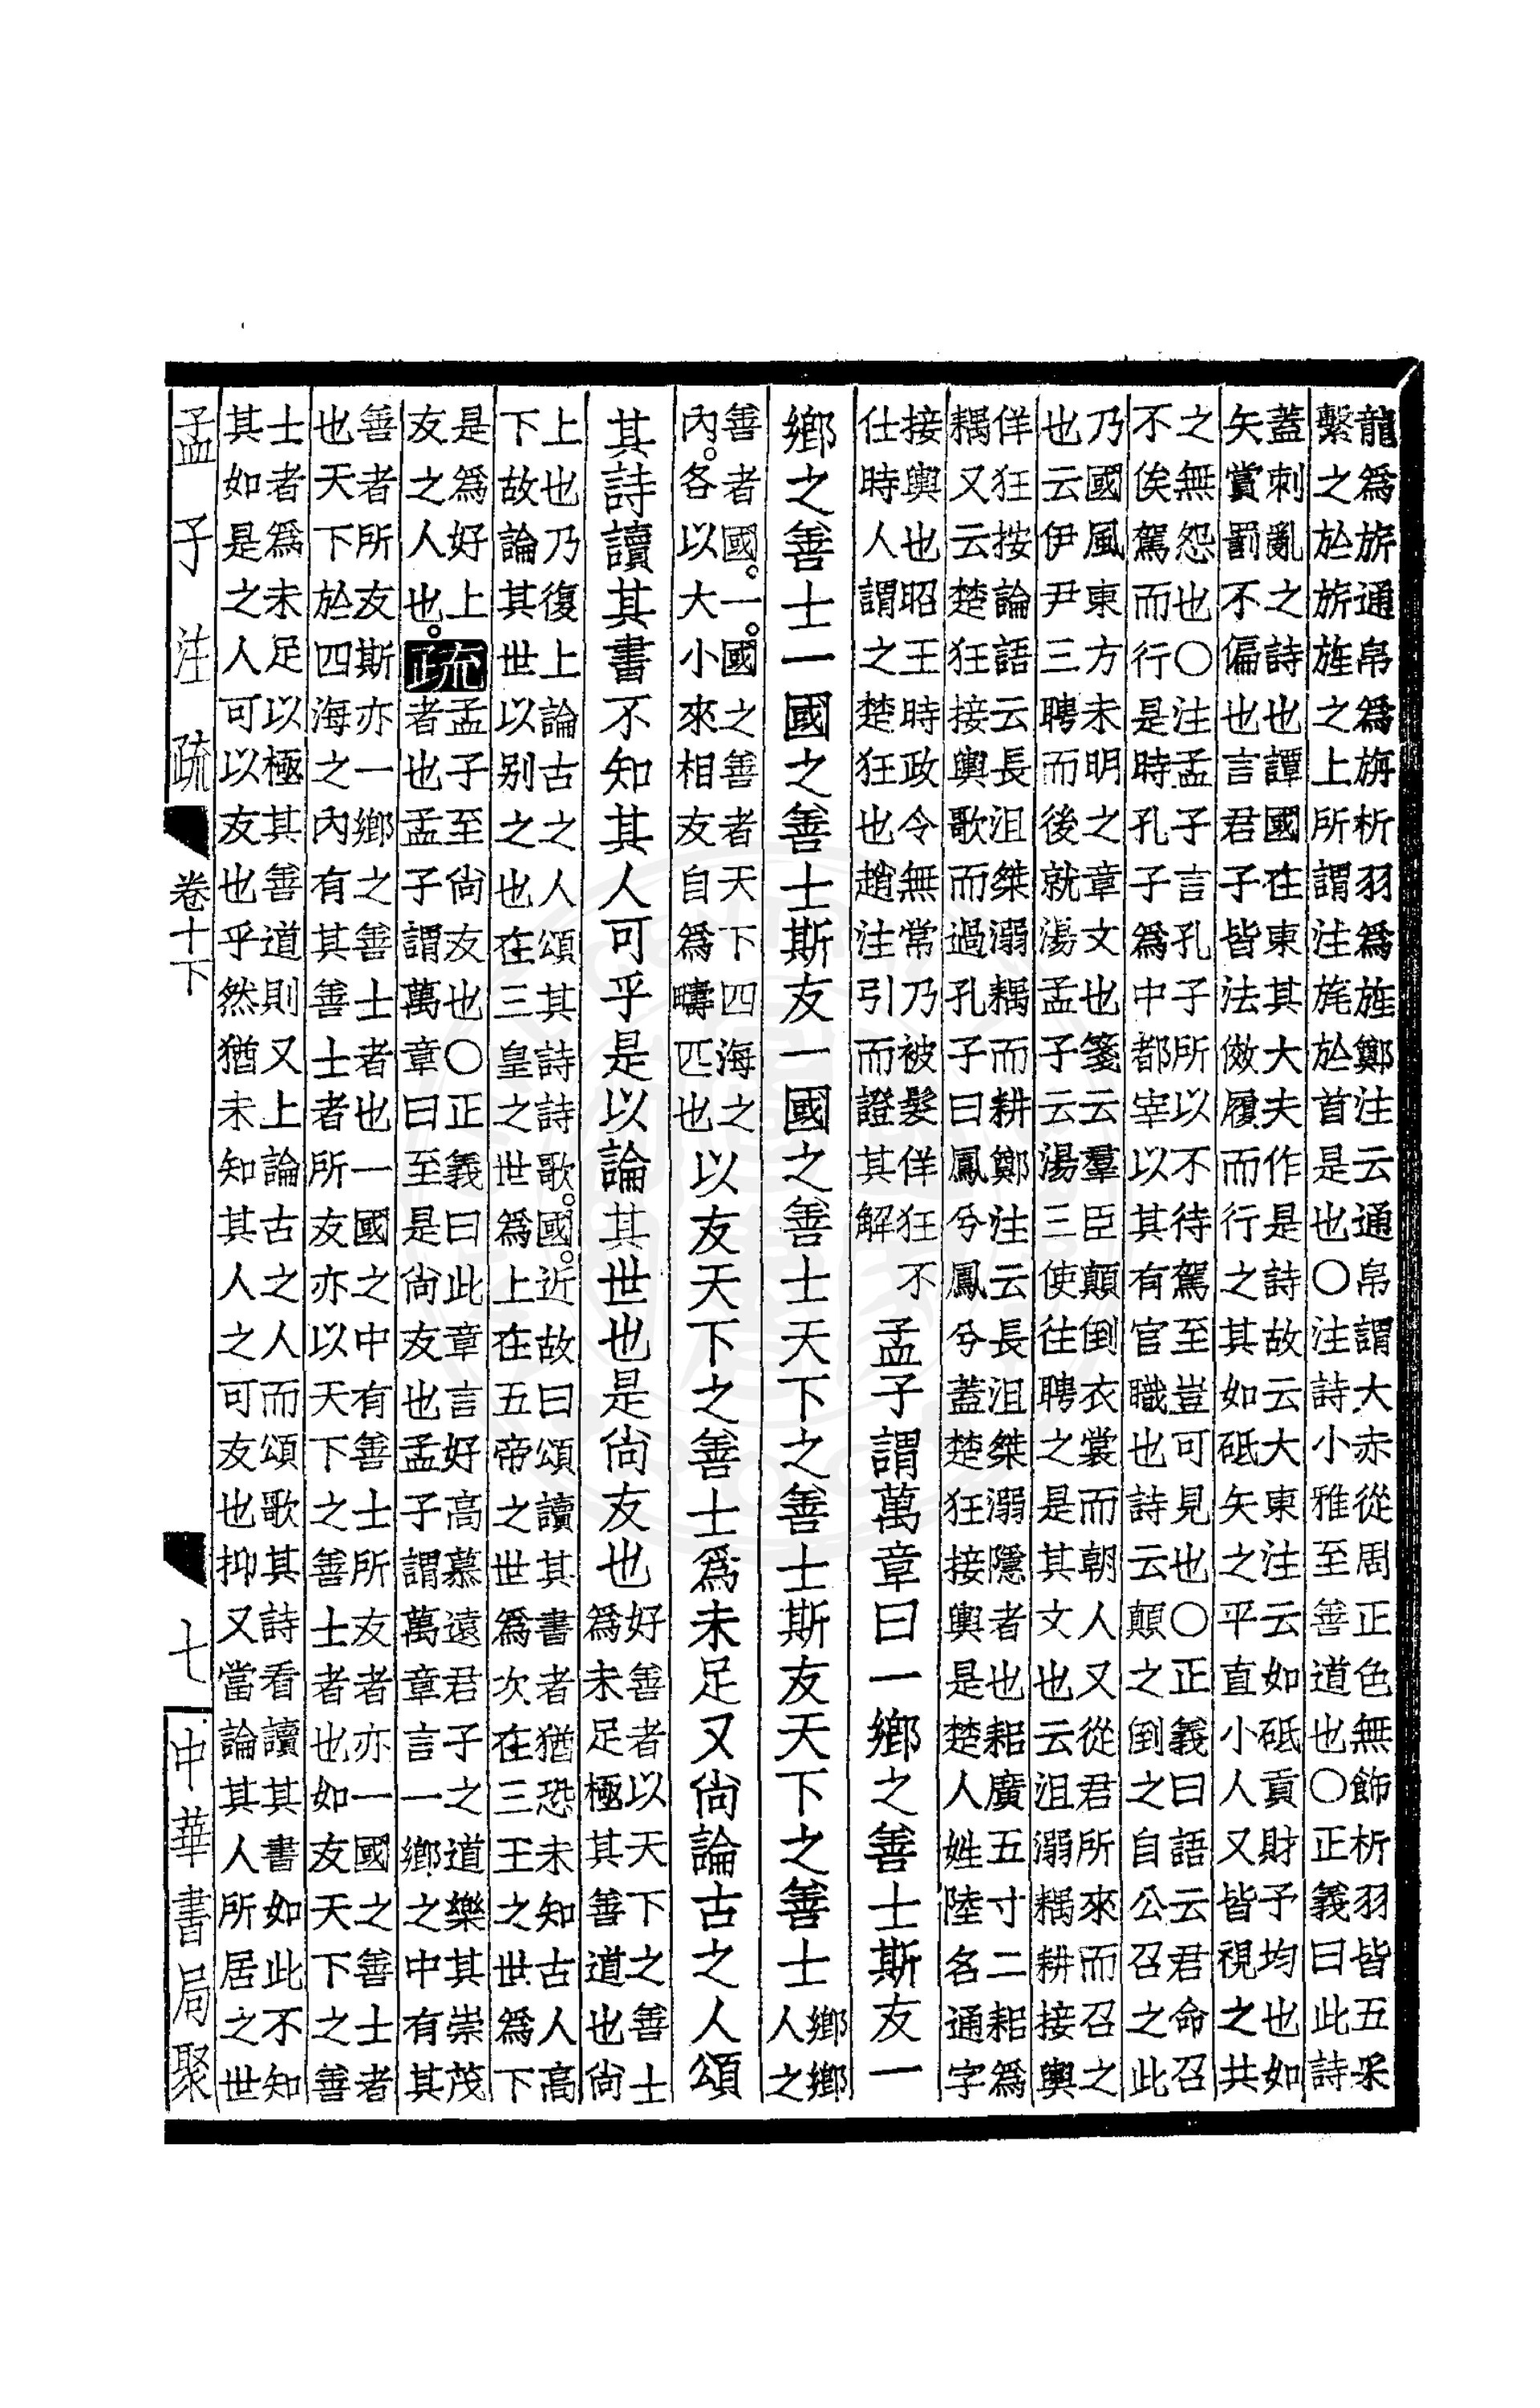 龍爲旂通帛爲旃析羽爲旌鄭注云通帛謂大赤從周正色無飾析羽皆五采
繫之於旂旌之上所謂注旄於首是也〇注詩小雅至善道也〇正義曰此詩
蓋刺亂之詩也譚國在東其大夫作是詩故云大東注云如砥貢財予均也如
矢賞罰不偏也言君子皆法傚履而行之其如砥矢之平直小人又皆視之共
之無怨也〇注孟子言孔子所以不待駕至豈可見也〇正義曰語云君命召
不俟駕而行是時孔子爲中都宰以其有官職也詩云顛之倒之自公召之此
乃國風東方未明之章文也箋云羣臣顛倒衣裳而朝人又從君所來而召之
也云伊尹三聘而後就湯孟子云湯三使往聘之是其文也云沮溺耦耕接輿
佯狂按論語云長沮桀溺耦而耕鄭注云長沮桀溺隱者也耜廣五寸二耜爲
耦又云楚狂接輿歌而過孔子曰鳳兮鳳兮蓋楚狂接輿是楚人姓陸名通字
接輿也昭王時政令無常乃被髮佯狂不
仕時人謂之楚狂也趙注引而證其解
孟子謂萬章曰一鄉之善士斯友一
鄉之善士一國之善士斯友一國之善士天下之善士斯友天下之善士
鄉鄉
人之
善者國。一。國之善者天下四海之
內。各以大小來相友自爲疇匹也
以友天下之善士爲未足又尙論古之人頌
其詩讀其書不知其人可乎是以論其世也是尙友也
好善者以天下之善士
爲未足極其善道也尙
上也乃復上論古之人頌其詩詩歌。國。近故曰頌讀其書者猶恐未知古人高
下故論其世以別之也在三皇之世爲上在五帝之世爲次在三王之世爲下
是爲好上
友之人也。
疏
孟子至尙友也〇正義曰此章言好高慕遠君子之道樂其崇茂
者也孟子謂萬章曰至是尙友也孟子謂萬章言一鄉之中有其
善者所友斯亦一鄉之善士者也一國之中有善士所友者亦一國之善士者
也天下於四海之內有其善士者所友亦以天下之善士者也如友天下之善
士者爲未足以極其善道則又上論古之人而頌歌其詩看讀其書如此不知
其如是之人可以友也乎然猶未知其人之可友也抑又當論其人所居之世
孟子注疏 卷十下 七 中華書局聚